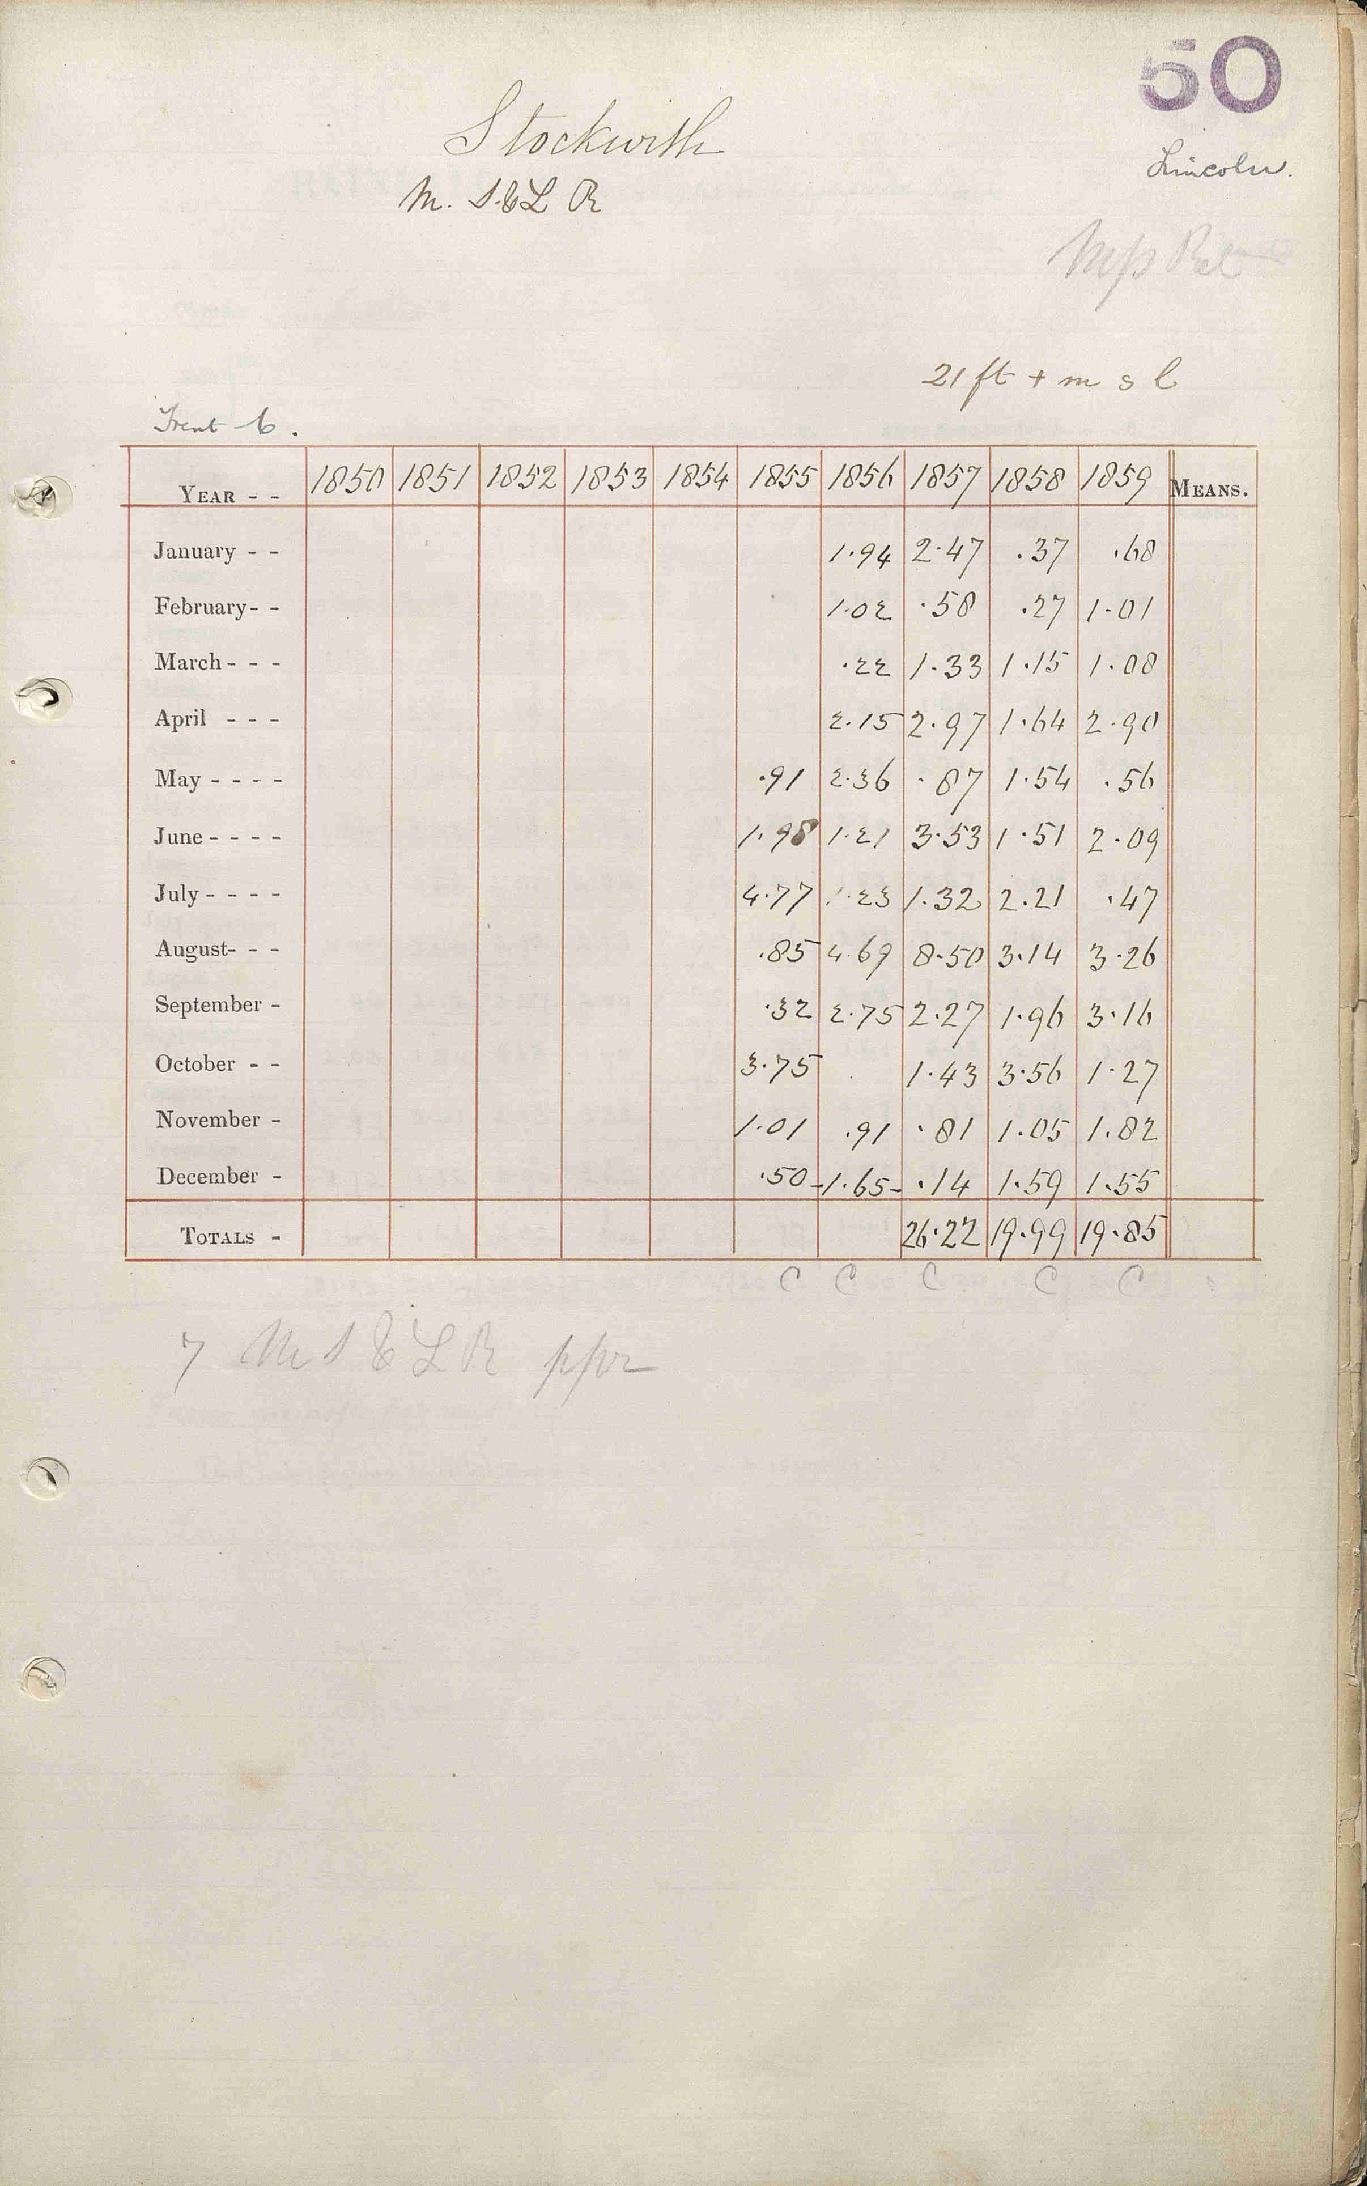 50
Stockwith
Lincoln.
M. S. & L R
21 ft + m s l
Trent 6.
YEAR - - 1850 1851 1852 1853 1854 1855 1856 1857 1858 1859 MEANS.
January - - 1.94 2.47 .37 .68
February - - 1.02 .58 .27 1.01
March - - - .22 1.33 1.15 1.08
April - - - 2.15 2.97 1.64 2.90
May - - - - .91 2.36 .87 1.54 .56
June - - - - 1.98 1.21 3.53 1.51 2.09
July - - - - 4.77 1.23 1.32 2.21 .47
August - - - .85 4.69 8.50 3.14 3.26
September - .32 2.75 2.27 1.96 3.16
October - - 3.75 1.43 3.56 1.27
November - 1.01 .91 .81 1.05 1.82
December - .50 1.65 .14 1.59 1.55
TOTALS - 26.22 19.99 19.85
C C C C C
7 M S & L R ppr